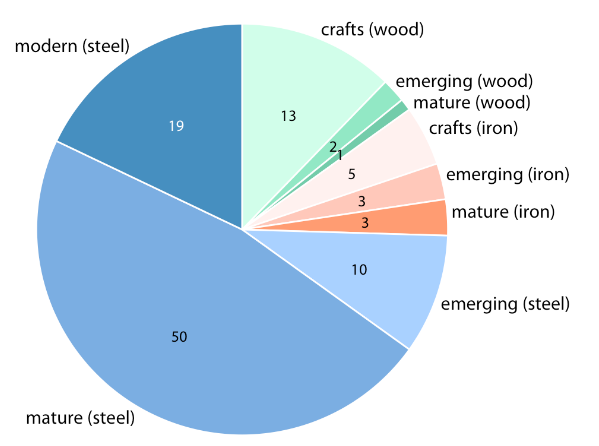 crafts (wood)
modern (steel)
emerging (wood)
mature (wood)
crafts (iron)
19
13
2
1
5
emerging (iron)
3
mature (iron)
3
10
emerging (steel)
50
mature (steel)